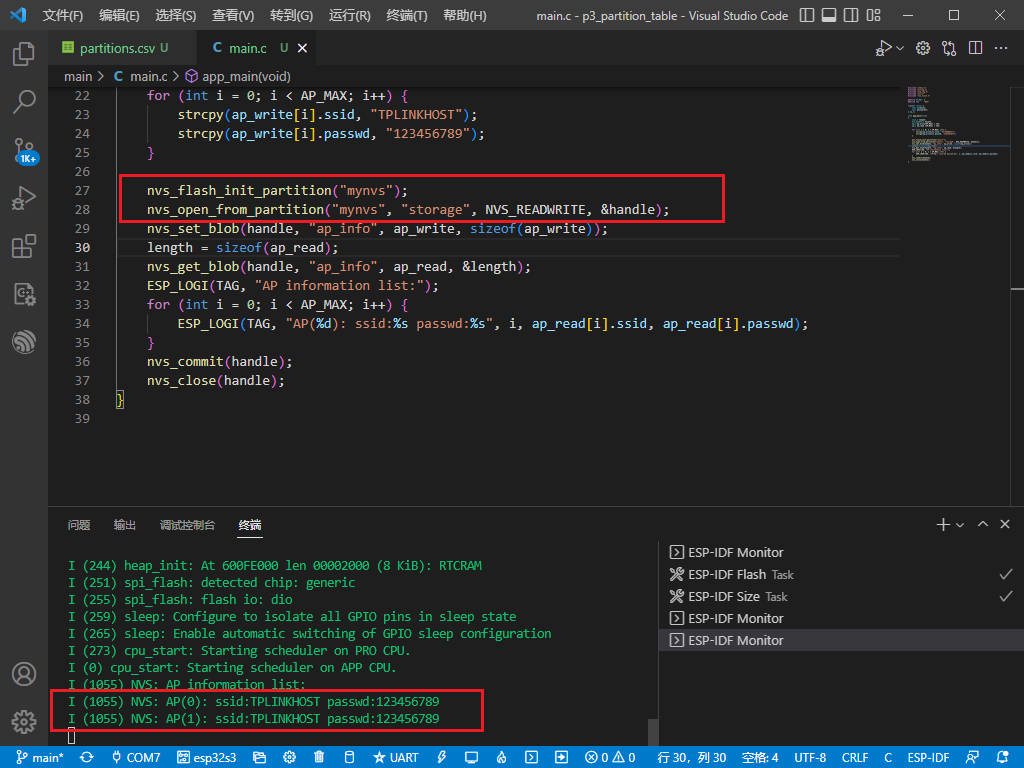 文件(F) 编辑(E) 选择(S) 查看(V) 转到(G) 运行(R) 终端(T) 帮助(H) main.c - p3_partition_table - Visual Studio Code
partitions.csv U C main.c U
main > C main.c > app_main(void)
22 for (int i = 0; i < AP_MAX; i++) {
23 strcpy(ap_write[i].ssid, "TPLINKHOST");
24 strcpy(ap_write[i].passwd, "123456789");
25 }
26
27 nvs_flash_init_partition("mynvs");
28 nvs_open_from_partition("mynvs", "storage", NVS_READWRITE, &handle);
29 nvs_set_blob(handle, "ap_info", ap_write, sizeof(ap_write));
30 length = sizeof(ap_read);
31 nvs_get_blob(handle, "ap_info", ap_read, &length);
32 ESP_LOGI(TAG, "AP information list:");
33 for (int i = 0; i < AP_MAX; i++) {
34 ESP_LOGI(TAG, "AP(%d): ssid:%s passwd:%s", i, ap_read[i].ssid, ap_read[i].passwd);
35 }
36 nvs_commit(handle);
37 nvs_close(handle);
38 }
39
1K+
问题 输出 调试控制台 终端
I (244) heap_init: At 600FE000 len 00002000 (8 KiB): RTCRAM
I (251) spi_flash: detected chip: generic
I (255) spi_flash: flash io: dio
I (259) sleep: Configure to isolate all GPIO pins in sleep state
I (265) sleep: Enable automatic switching of GPIO sleep configuration
I (273) cpu_start: Starting scheduler on PRO CPU.
I (0) cpu_start: Starting scheduler on APP CPU.
I (1055) NVS: AP information list:
I (1055) NVS: AP(0): ssid:TPLINKHOST passwd:123456789
I (1055) NVS: AP(1): ssid:TPLINKHOST passwd:123456789
ESP-IDF Monitor
ESP-IDF Flash Task
ESP-IDF Size Task
ESP-IDF Monitor
ESP-IDF Monitor
main* COM7 esp32s3 UART 0 0 行 30, 列 30 空格: 4 UTF-8 CRLF C ESP-IDF